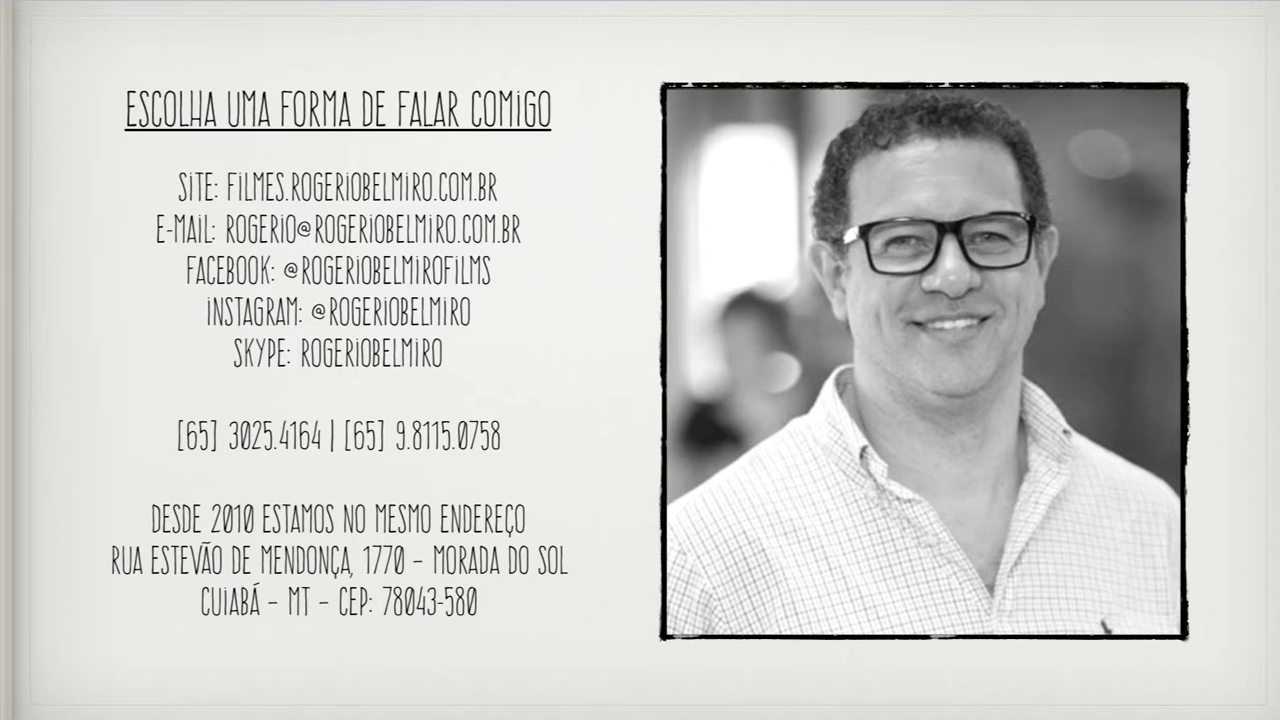 ESCOLHA UMA FORMA DE FALAR COMIGO
SITE: FILMES.ROGERIOBELMIRO.COM.BR
E-MAIL: ROGERIO@ROGERIOBELMIRO.COM.BR
FACEBOOK: @ROGERIOBELMIROFILMS
INSTAGRAM: @ROGERIOBELMIRO
SKYPE: ROGERIOBELMIRO
[65] 3025.4164 | [65] 9.8115.0758
DESDE 2010 ESTAMOS NO MESMO ENDEREÇO
RUA ESTEVÃO DE MENDONÇA, 1770 - MORADA DO SOL
CUIABÁ - MT - CEP: 78043-580